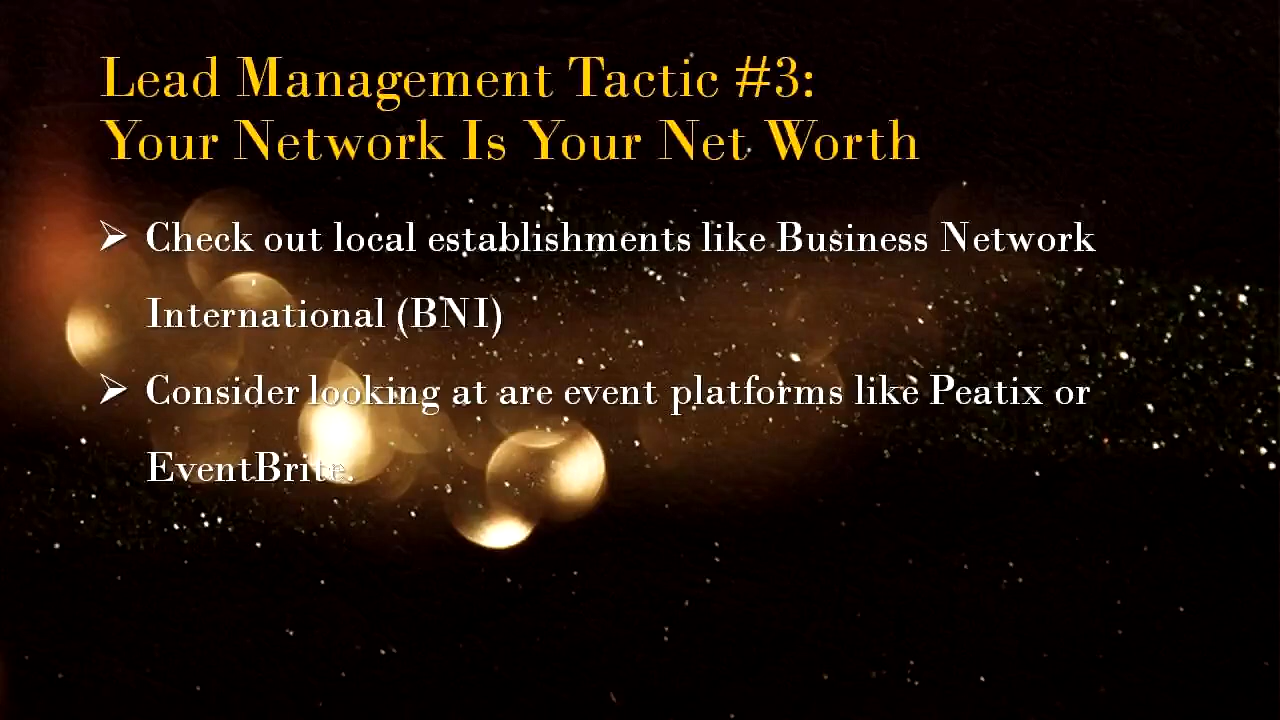 Lead Management Tactic #3:
Your Network Is Your Net Worth
➢ Check out local establishments like Business Network
International (BNI)
➢ Consider looking at are event platforms like Peatix or
EventBrite.